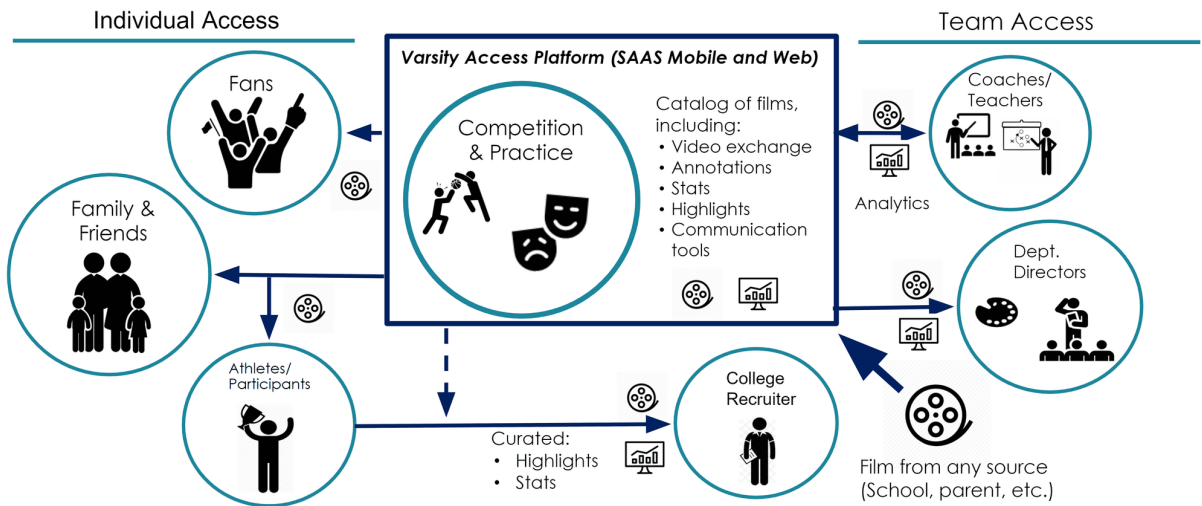 Individual Access
Team Access
Varsity Access Platform (SAAS Mobile and Web)
Fans
Competition
& Practice
Catalog of films,
including:
• Video exchange
• Annotations
• Stats
• Highlights
• Communication
tools
Coaches/
Teachers
Analytics
Family &
Friends
Dept.
Directors
Athletes/
Participants
College
Recruiter
Curated:
• Highlights
• Stats
Film from any source
(School, parent, etc.)